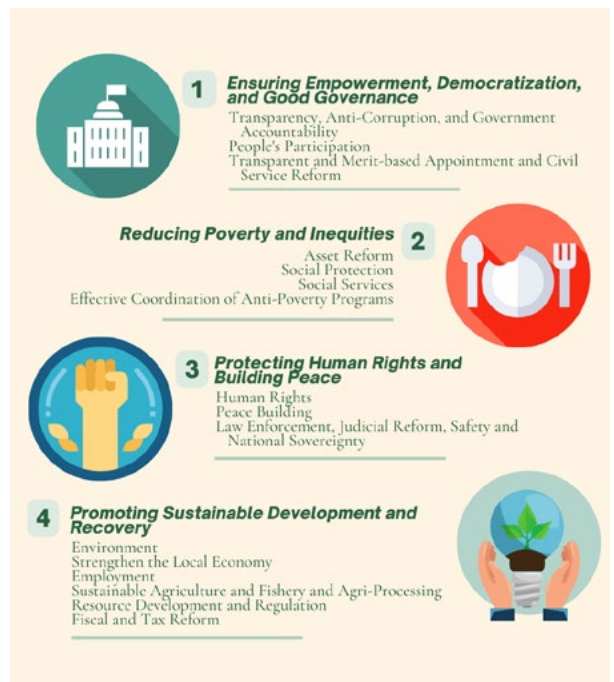 1
Ensuring Empowerment, Democratization,
and Good Governance
Transparency, Anti-Corruption, and Government
Accountability
People's Participation
Transparent and Merit-based Appointment and Civil
Service Reform
Reducing Poverty and Inequities
2
Asset Reform
Social Protection
Social Services
Effective Coordination of Anti-Poverty Programs
3
Protecting Human Rights and
Building Peace
Human Rights
Peace Building
Law Enforcement, Judicial Reform, Safety and
National Sovereignty
4
Promoting Sustainable Development and
Recovery
Environment
Strengthen the Local Economy
Employment
Sustainable Agriculture and Fishery and Agri-Processing
Resource Development and Regulation
Fiscal and Tax Reform